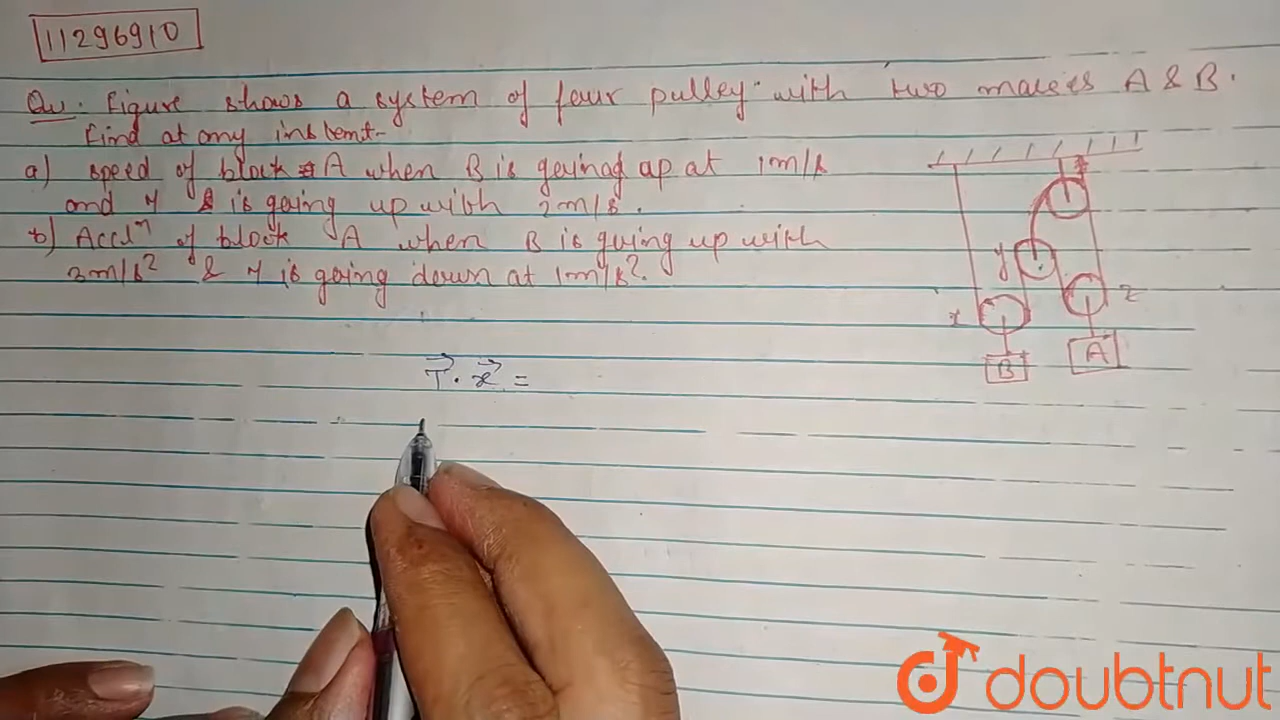 11296910
Qu. Figure shows a system of four pulley with two masses A & B.
Find at any instent-
a) speed of block A when B is going up at 1m/s
and y is going up with 2m/s.
b) Accl^n of block A when B is going up with
3m/s² & y is going down at 1m/s².
y
z
x
A
B
T · x =
doubtnut